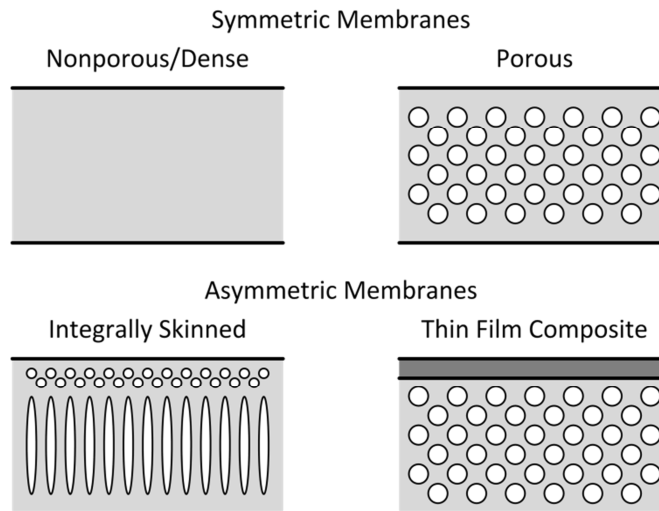 Symmetric Membranes
Nonporous/Dense
Porous
Asymmetric Membranes
Integrally Skinned
Thin Film Composite